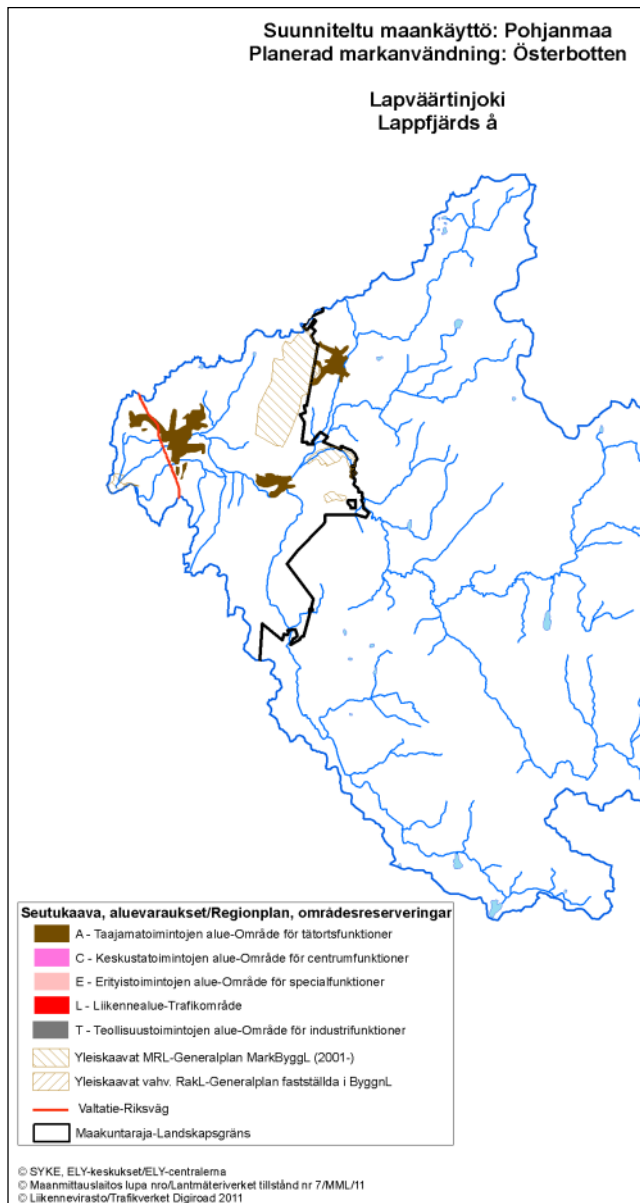 Suunniteltu maankäyttö: Pohjanmaa
Planerad markanvändning: Österbotten
Lapväärtinjoki
Lappfjärds å
Seutukaava, aluevaraukset/Regionplan, områdesreserveringar
A - Taajamatoimintojen alue-Område för tätortsfunktioner
C - Keskustatoimintojen alue-Område för centrumfunktioner
E - Erityistoimintojen alue-Område för specialfunktioner
L - Liikennealue-Trafikområde
T - Teollisuustoimintojen alue-Område för industrifunktioner
Yleiskaavat MRL-Generalplan MarkByggL (2001-)
Yleiskaavat vahv. RakL-Generalplan fastställda i ByggnL
Valtatie-Riksväg
Maakuntaraja-Landskapsgräns
© SYKE, ELY-keskukset/ELY-centralerna
© Maanmittauslaitos lupa nro/Lantmäteriverket tillstånd nr 7/MML/11
© Liikennevirasto/Trafikverket Digiroad 2011